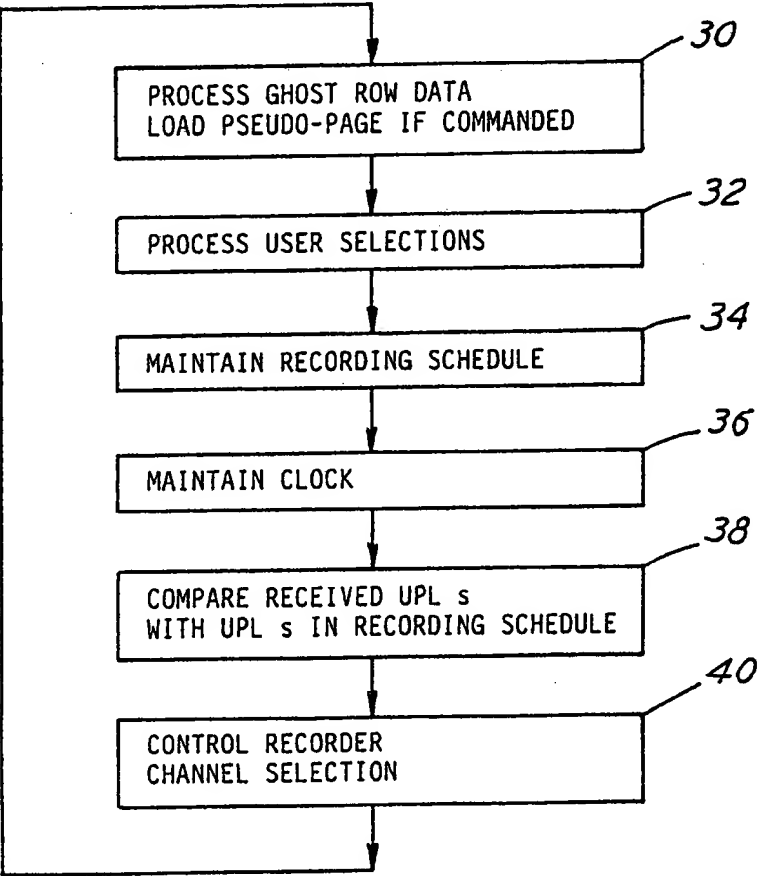 30
PROCESS GHOST ROW DATA
LOAD PSEUDO-PAGE IF COMMANDED
32
PROCESS USER SELECTIONS
34
MAINTAIN RECORDING SCHEDULE
36
MAINTAIN CLOCK
38
COMPARE RECEIVED UPL s
WITH UPL s IN RECORDING SCHEDULE
40
CONTROL RECORDER
CHANNEL SELECTION